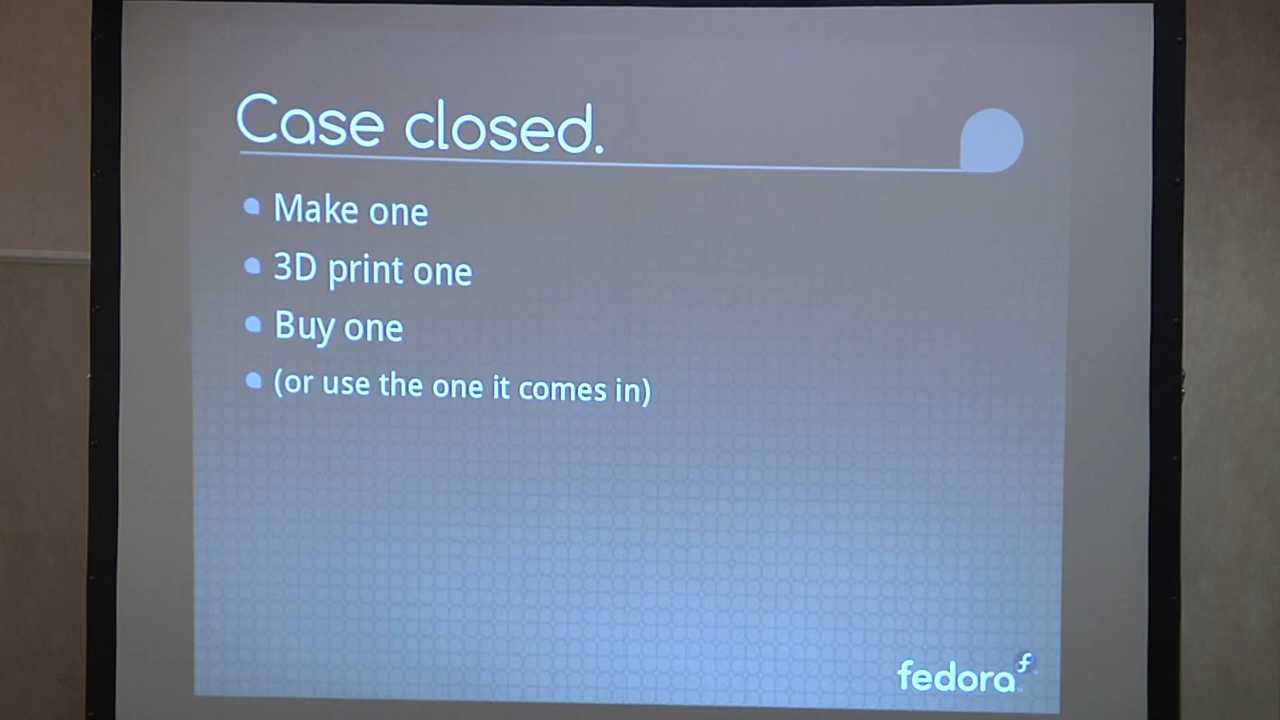 Case closed.
Make one
3D print one
Buy one
(or use the one it comes in)
fedora